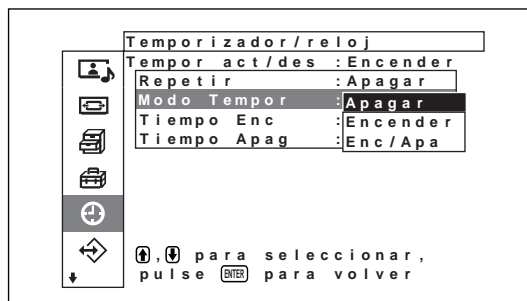 Temporizador/reloj
Tempor act/des :Encender
Repetir :Apagar
Modo Tempor :Apagar
Tiempo Enc :Encender
Tiempo Apag :Enc/Apa
, para seleccionar,
pulse ENTER para volver